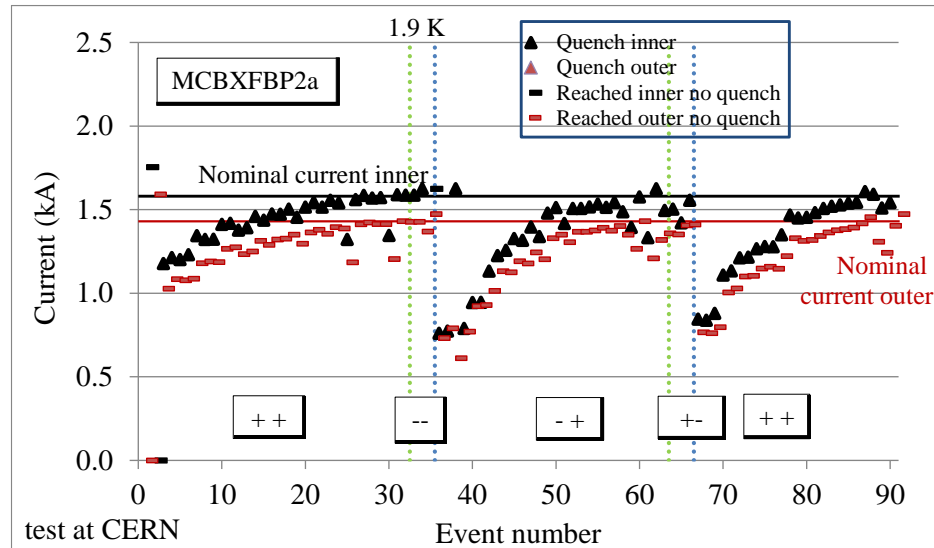 1.9 K
2.5
2.0
1.5
1.0
0.5
0.0
Current (kA)
MCBXFBP2a
Quench inner
Quench outer
Reached inner no quench
Reached outer no quench
Nominal current inner
Nominal
current outer
+ +
--
- +
+-
+ +
0 10 20 30 40 50 60 70 80 90
test at CERN
Event number